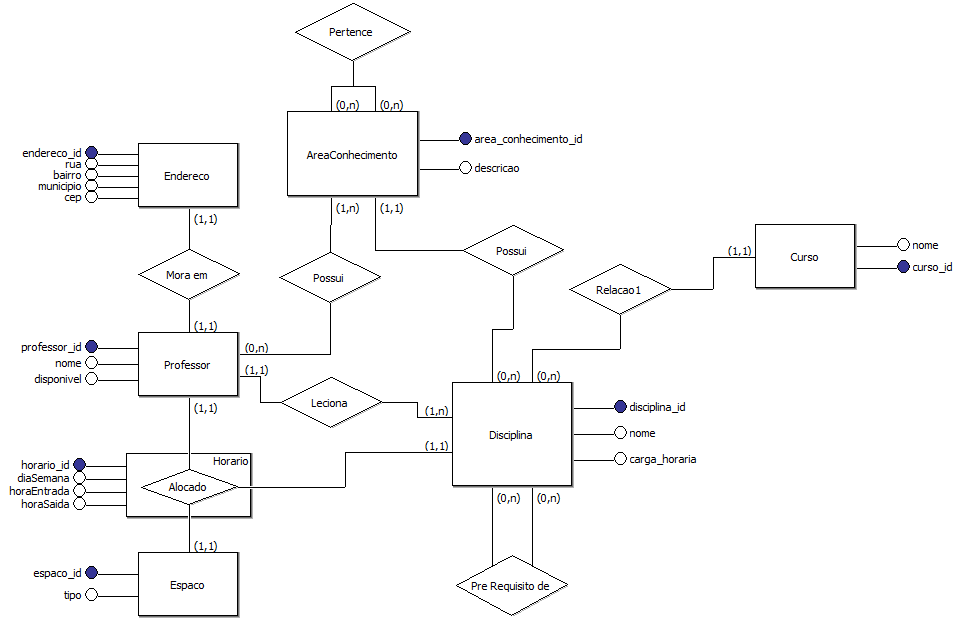 Pertence
(0,n)
(0,n)
AreaConhecimento
area_conhecimento_id
descricao
(1,n)
(1,1)
endereco_id
rua
bairro
municipio
cep
Endereco
(1,1)
Mora em
(1,1)
Possui
Possui
Relacao1
(1,1)
Curso
nome
curso_id
professor_id
nome
disponivel
Professor
(0,n)
(1,1)
(1,1)
Leciona
(1,n)
(1,1)
(0,n)
(0,n)
Disciplina
disciplina_id
nome
carga_horaria
(0,n)
(0,n)
Pre Requisito de
horario_id
diaSemana
horaEntrada
horaSaida
Horario
Alocado
(1,1)
espaco_id
tipo
Espaco